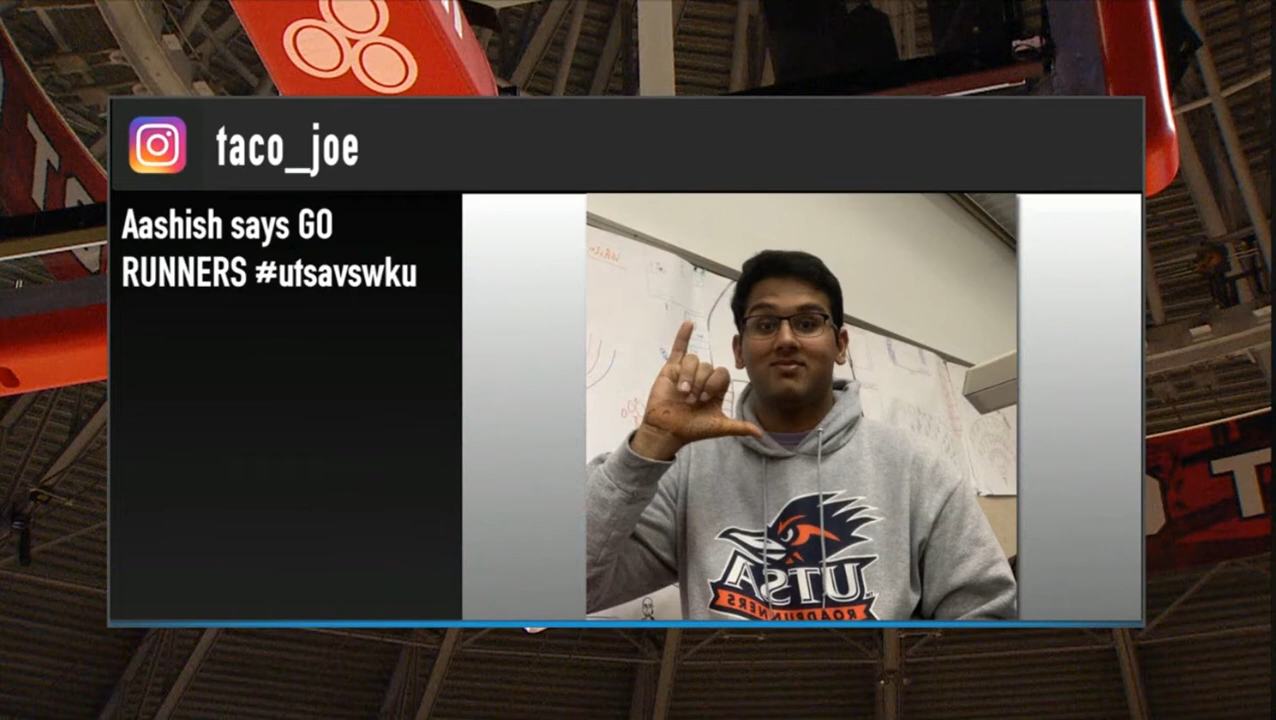 taco_joe
Aashish says GO
RUNNERS #utsavswku
UTSA
ROADRUNNERS